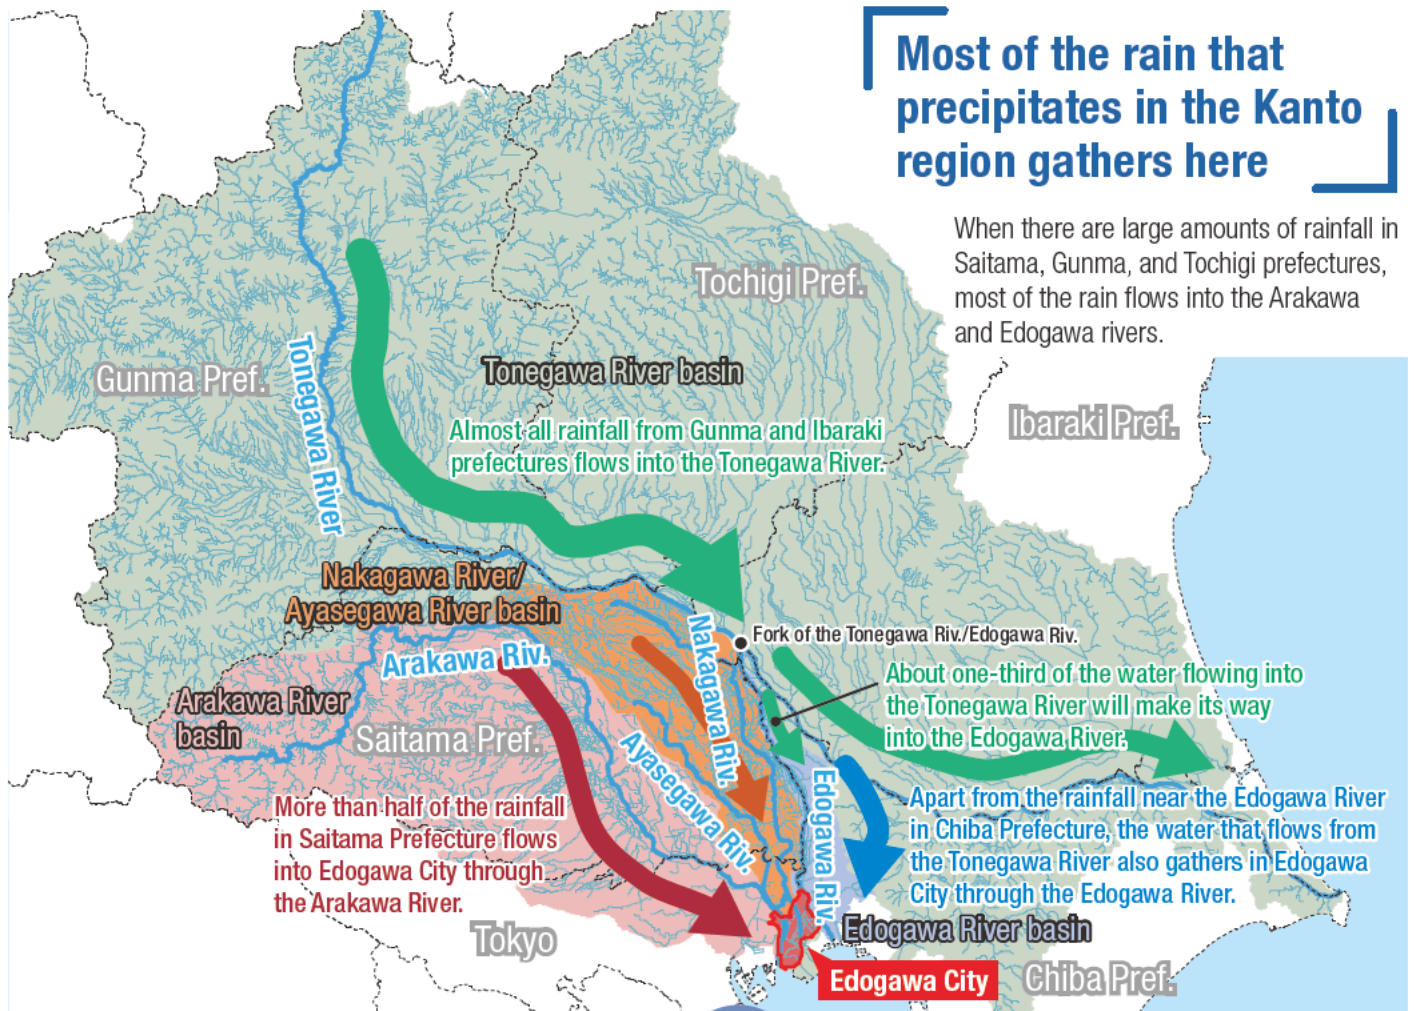 Most of the rain that
precipitates in the Kanto
region gathers here
When there are large amounts of rainfall in
Saitama, Gunma, and Tochigi prefectures,
most of the rain flows into the Arakawa
and Edogawa rivers.
Tochigi Pref.
Gunma Pref.
Tonegawa River
Tonegawa River basin
Ibaraki Pref.
Almost all rainfall from Gunma and Ibaraki
prefectures flows into the Tonegawa River.
Nakagawa River/
Ayasegawa River basin
Nakagawa Riv.
Fork of the Tonegawa Riv./Edogawa Riv.
Arakawa Riv.
About one-third of the water flowing into
the Tonegawa River will make its way
into the Edogawa River.
Arakawa River
basin
Saitama Pref.
Ayasegawa Riv.
Edogawa Riv.
More than half of the rainfall
in Saitama Prefecture flows
into Edogawa City through
the Arakawa River.
Apart from the rainfall near the Edogawa River
in Chiba Prefecture, the water that flows from
the Tonegawa River also gathers in Edogawa
City through the Edogawa River.
Tokyo
Edogawa River basin
Edogawa City
Chiba Pref.